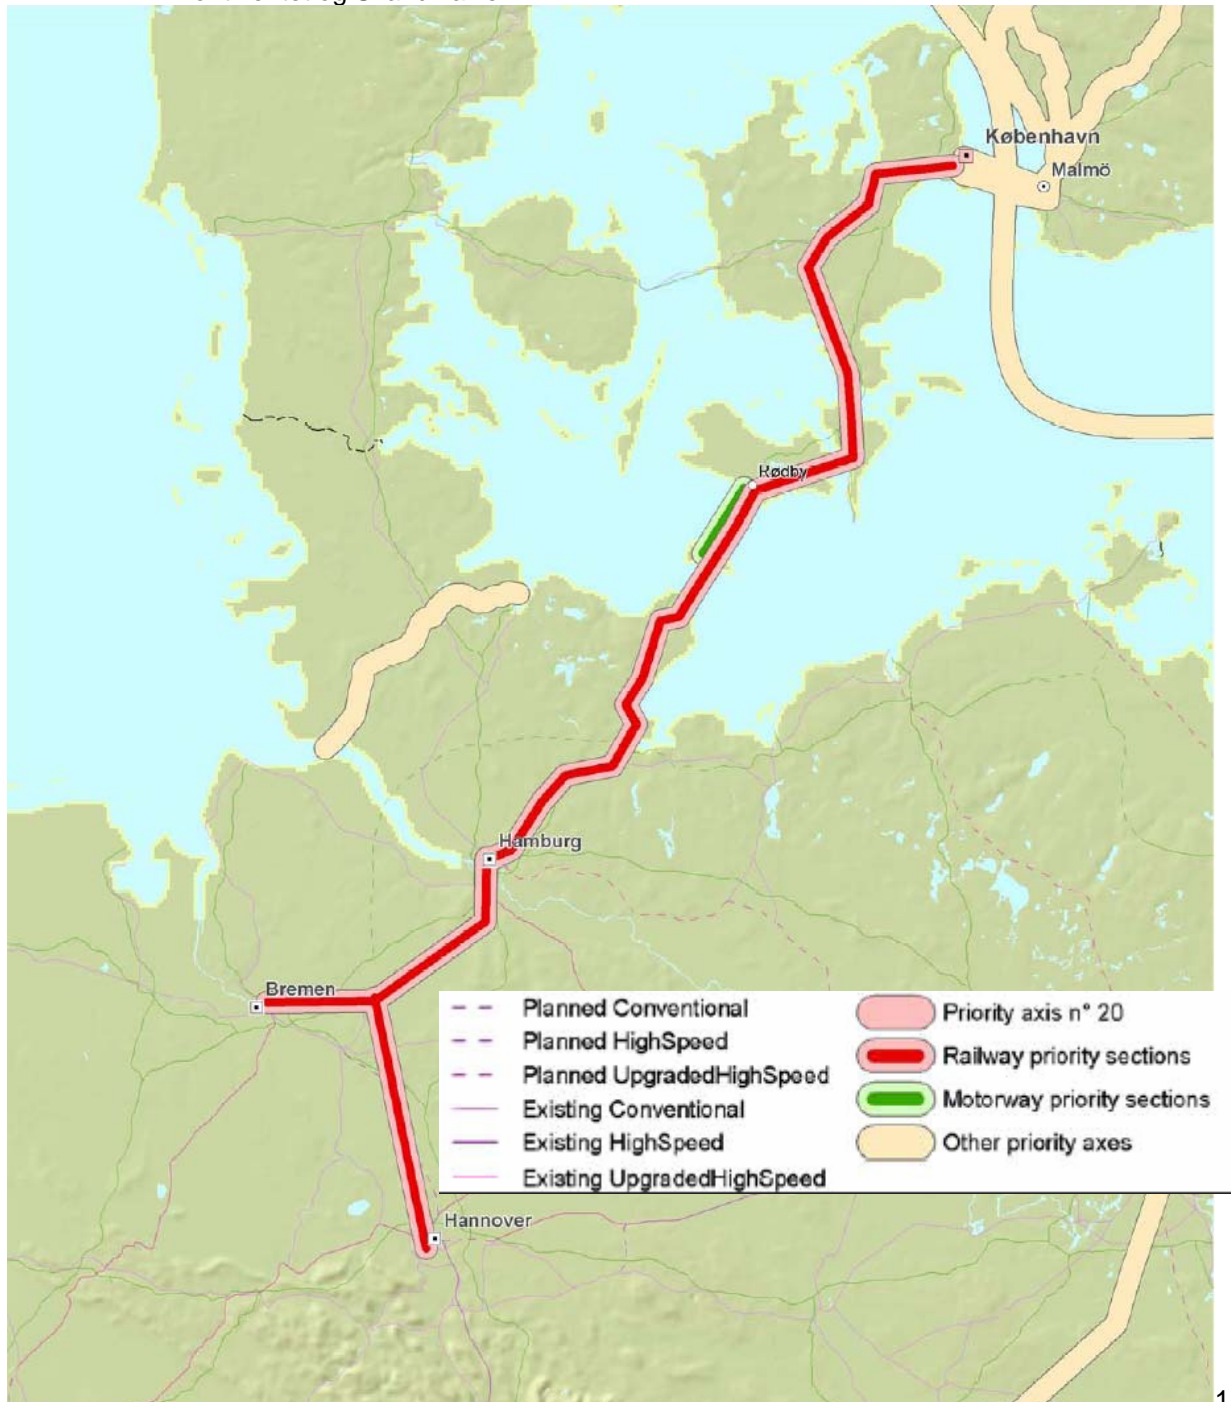 København
Malmö
Rødby
Hamburg
Bremen
Planned Conventional
Planned HighSpeed
Planned UpgradedHighSpeed
Existing Conventional
Existing HighSpeed
Existing UpgradedHighSpeed
Priority axis n° 20
Railway priority sections
Motorway priority sections
Other priority axes
Hannover
1